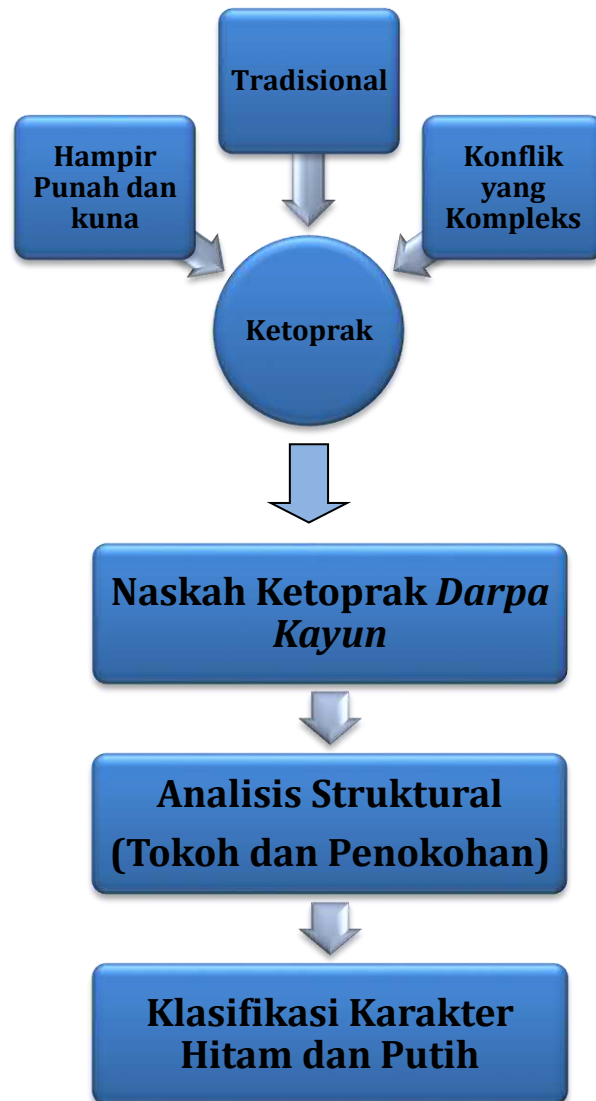 Tradisional
Hampir
Punah dan
kuna
Konflik
yang
Kompleks
Ketoprak
Naskah Ketoprak Darpa
Kayun
Analisis Struktural
(Tokoh dan Penokohan)
Klasifikasi Karakter
Hitam dan Putih